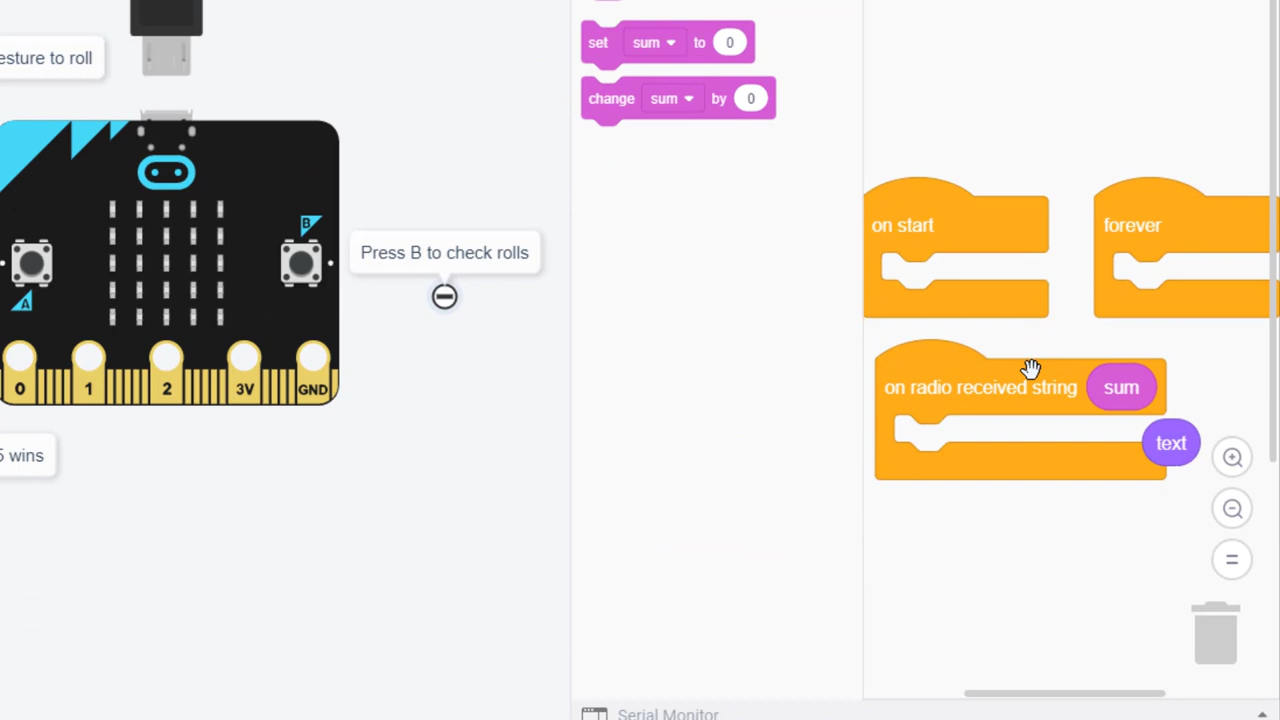 set sum to 0
change sum by 0
esture to roll
B
Press B to check rolls
A
0 1 2 3V GND
5 wins
on start
forever
on radio received string sum
text
=
Serial Monitor